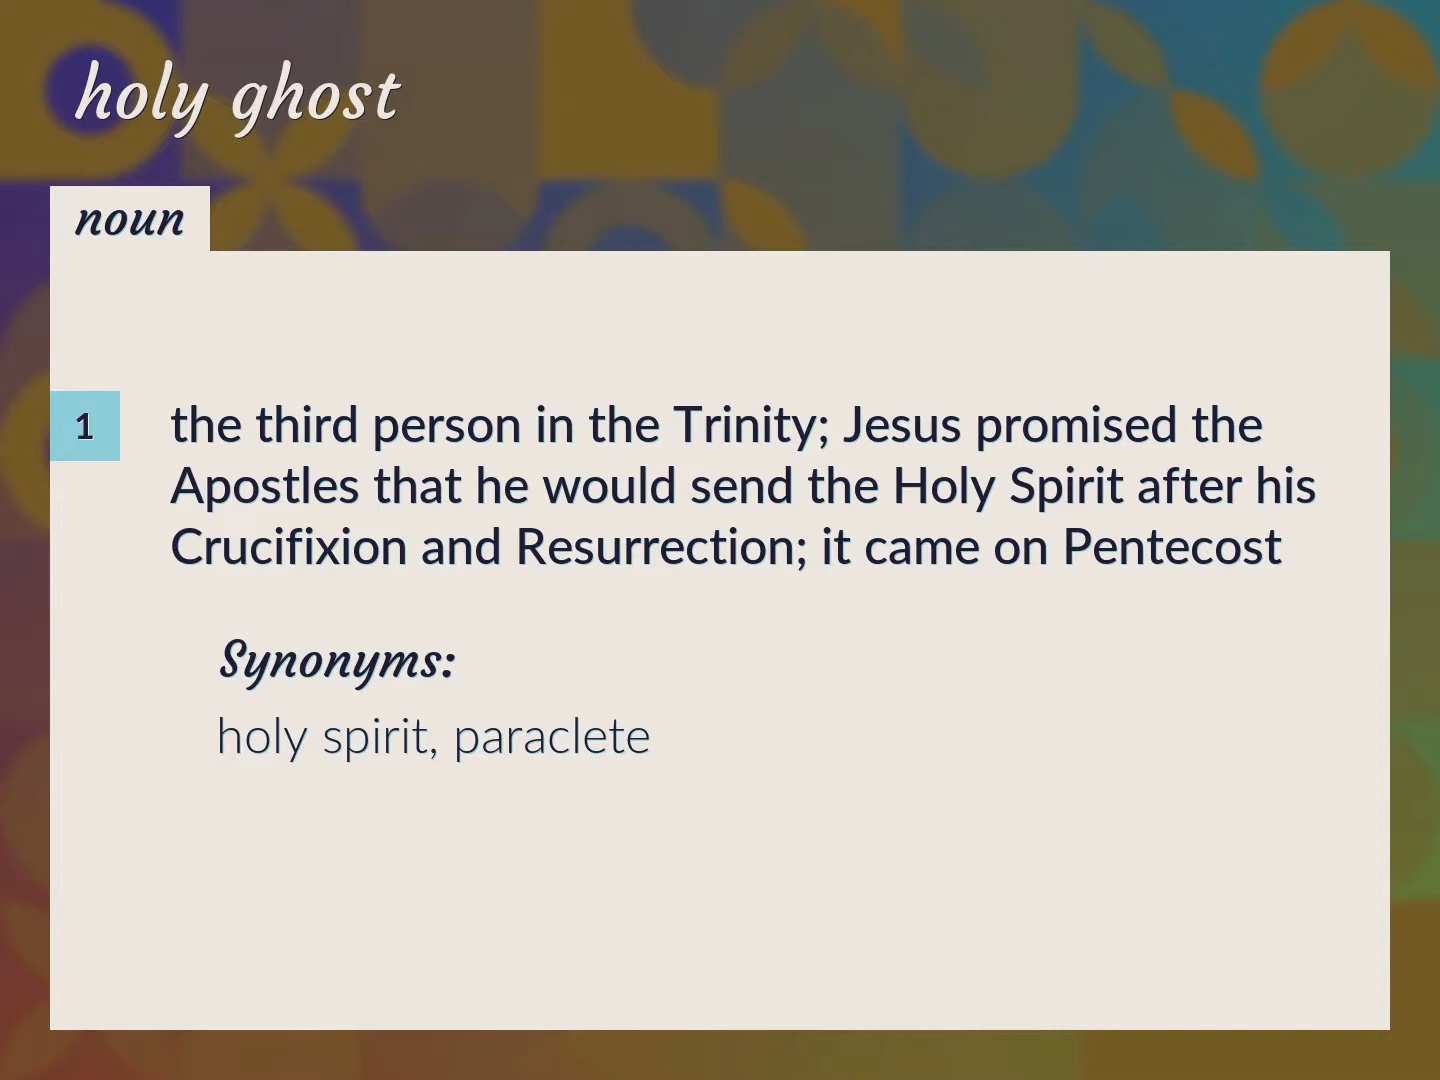 holy ghost
noun
1
the third person in the Trinity; Jesus promised the
Apostles that he would send the Holy Spirit after his
Crucifixion and Resurrection; it came on Pentecost
Synonyms:
holy spirit, paraclete